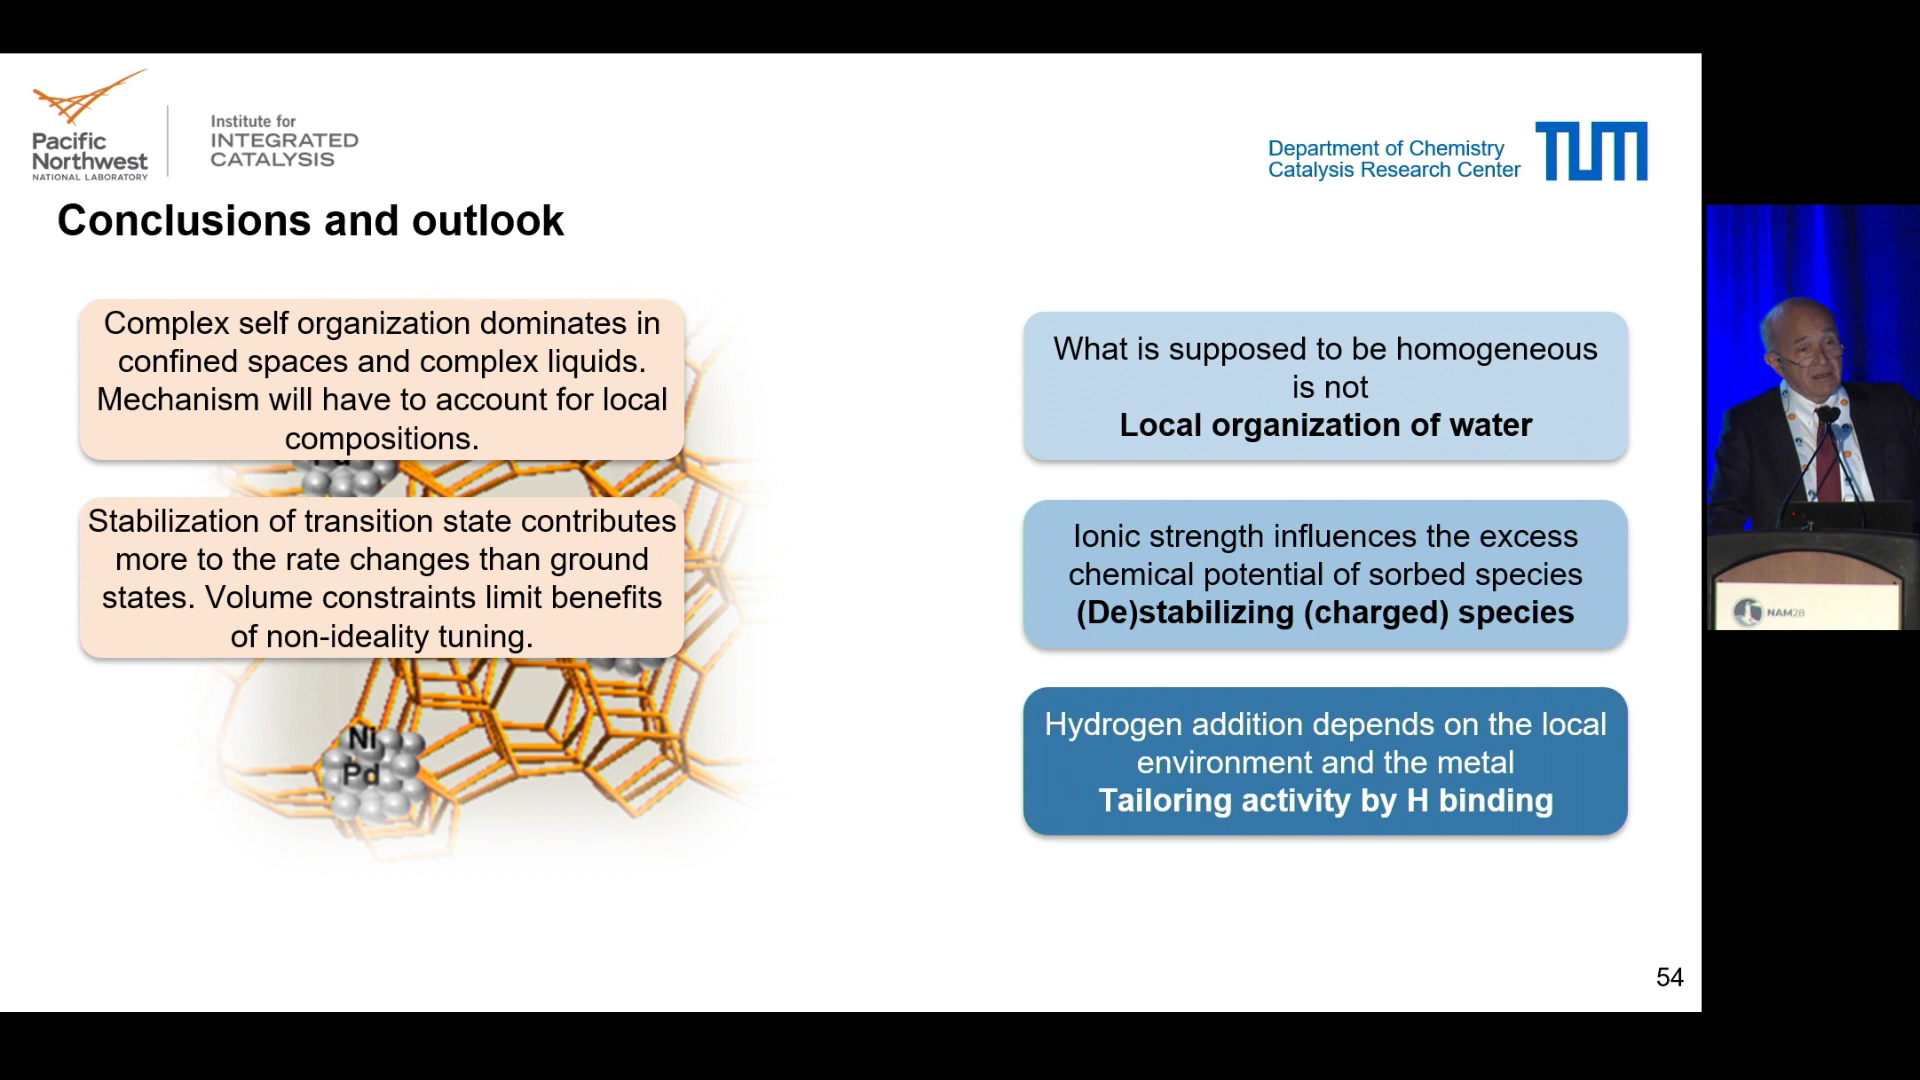 Pacific
Northwest
NATIONAL LABORATORY
Institute for
INTEGRATED
CATALYSIS
Department of Chemistry
Catalysis Research Center
TUM
Conclusions and outlook
Complex self organization dominates in
confined spaces and complex liquids.
Mechanism will have to account for local
compositions.
Stabilization of transition state contributes
more to the rate changes than ground
states. Volume constraints limit benefits
of non-ideality tuning.
Ni
Pd
What is supposed to be homogeneous
is not
Local organization of water
Ionic strength influences the excess
chemical potential of sorbed species
(De)stabilizing (charged) species
Hydrogen addition depends on the local
environment and the metal
Tailoring activity by H binding
54
NAM28